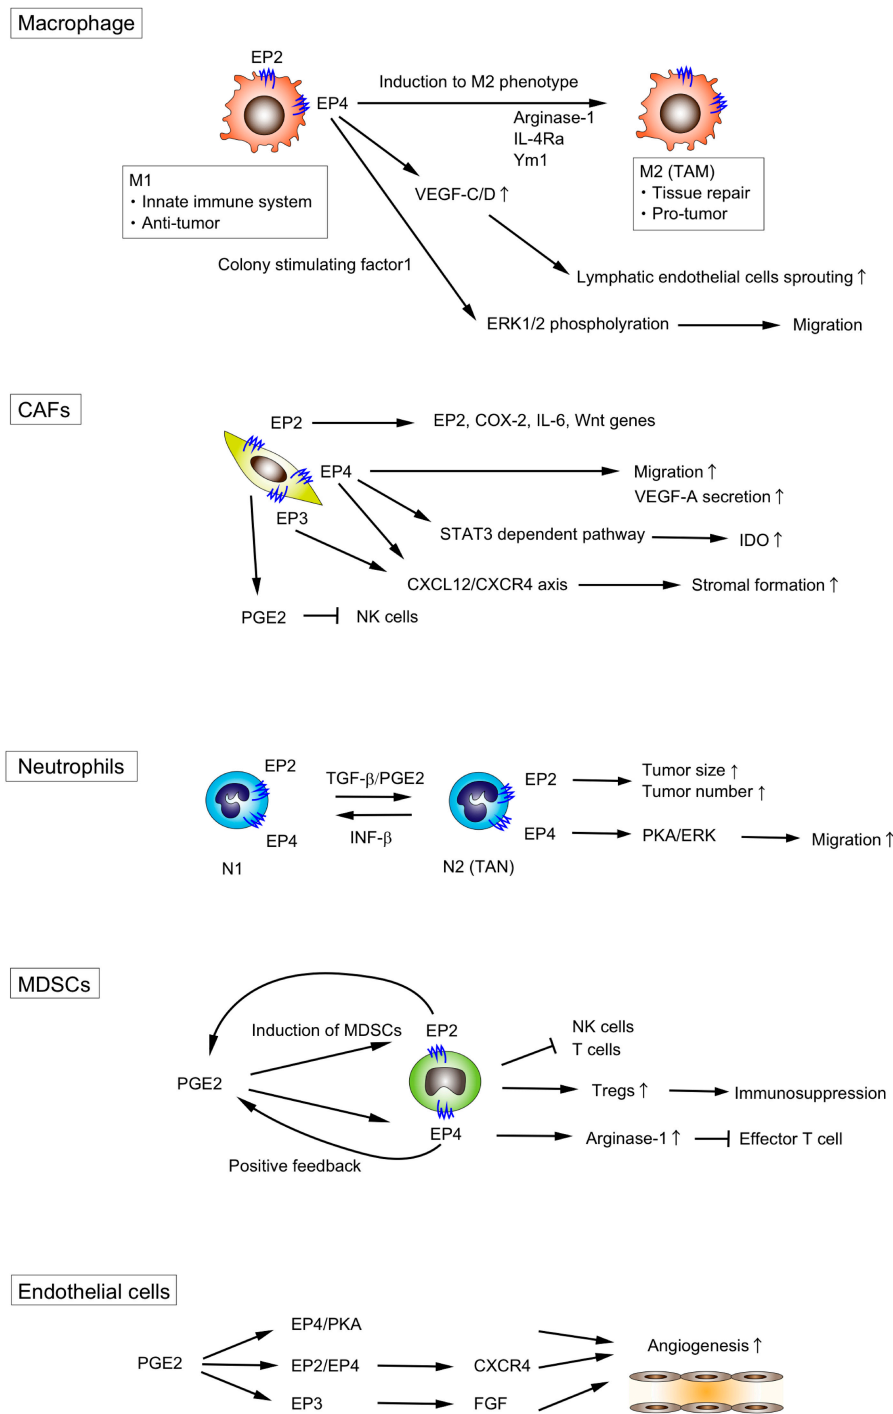 Macrophage
EP2
EP4
Induction to M2 phenotype
Arginase-1
IL-4Ra
Ym1
M1
・Innate immune system
・Anti-tumor
M2 (TAM)
・Tissue repair
・Pro-tumor
VEGF-C/D↑
Colony stimulating factor1
Lymphatic endothelial cells sprouting↑
ERK1/2 phospholyration
Migration
CAFs
EP2
EP2, COX-2, IL-6, Wnt genes
EP4
Migration↑
VEGF-A secretion↑
EP3
STAT3 dependent pathway
IDO↑
CXCL12/CXCR4 axis
Stromal formation↑
PGE2
NK cells
Neutrophils
EP2
EP4
N1
TGF-β/PGE2
INF-β
N2 (TAN)
EP2
Tumor size↑
Tumor number↑
EP4
PKA/ERK
Migration↑
MDSCs
Induction of MDSCs
EP2
NK cells
T cells
PGE2
Tregs↑
Immunosuppression
EP4
Arginase-1↑
Effector T cell
Positive feedback
Endothelial cells
EP4/PKA
Angiogenesis↑
PGE2
EP2/EP4
CXCR4
EP3
FGF